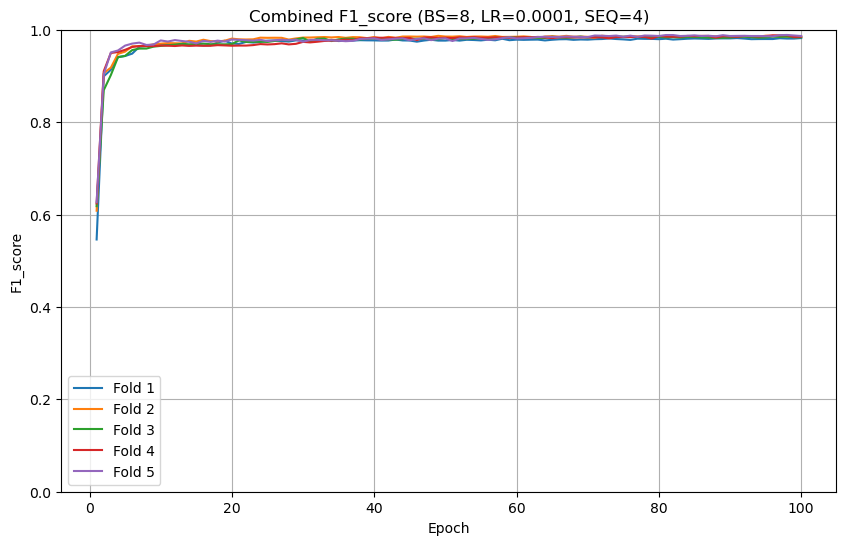 Combined F1_score (BS=8, LR=0.0001, SEQ=4)
F1_score
1.0
0.8
0.6
0.4
0.2
0.0
Fold 1
Fold 2
Fold 3
Fold 4
Fold 5
0 20 40 60 80 100
Epoch